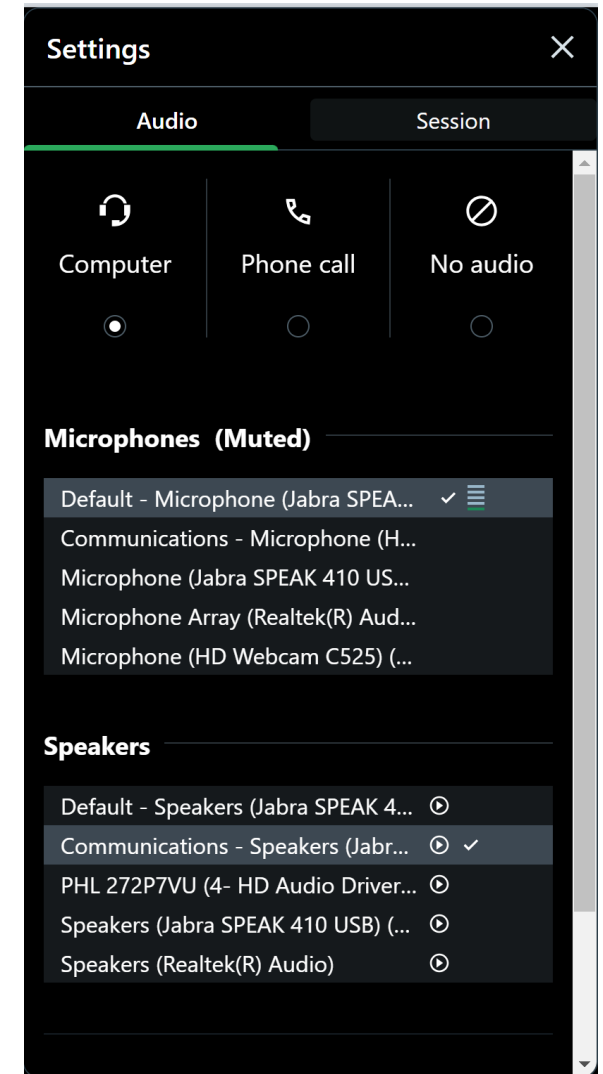 Settings
Audio Session
Computer Phone call No audio
Microphones (Muted)
Default - Microphone (Jabra SPEA...
Communications - Microphone (H...
Microphone (Jabra SPEAK 410 US...
Microphone Array (Realtek(R) Aud...
Microphone (HD Webcam C525) (...
Speakers
Default - Speakers (Jabra SPEAK 4...
Communications - Speakers (Jabr...
PHL 272P7VU (4- HD Audio Driver...
Speakers (Jabra SPEAK 410 USB) (...
Speakers (Realtek(R) Audio)